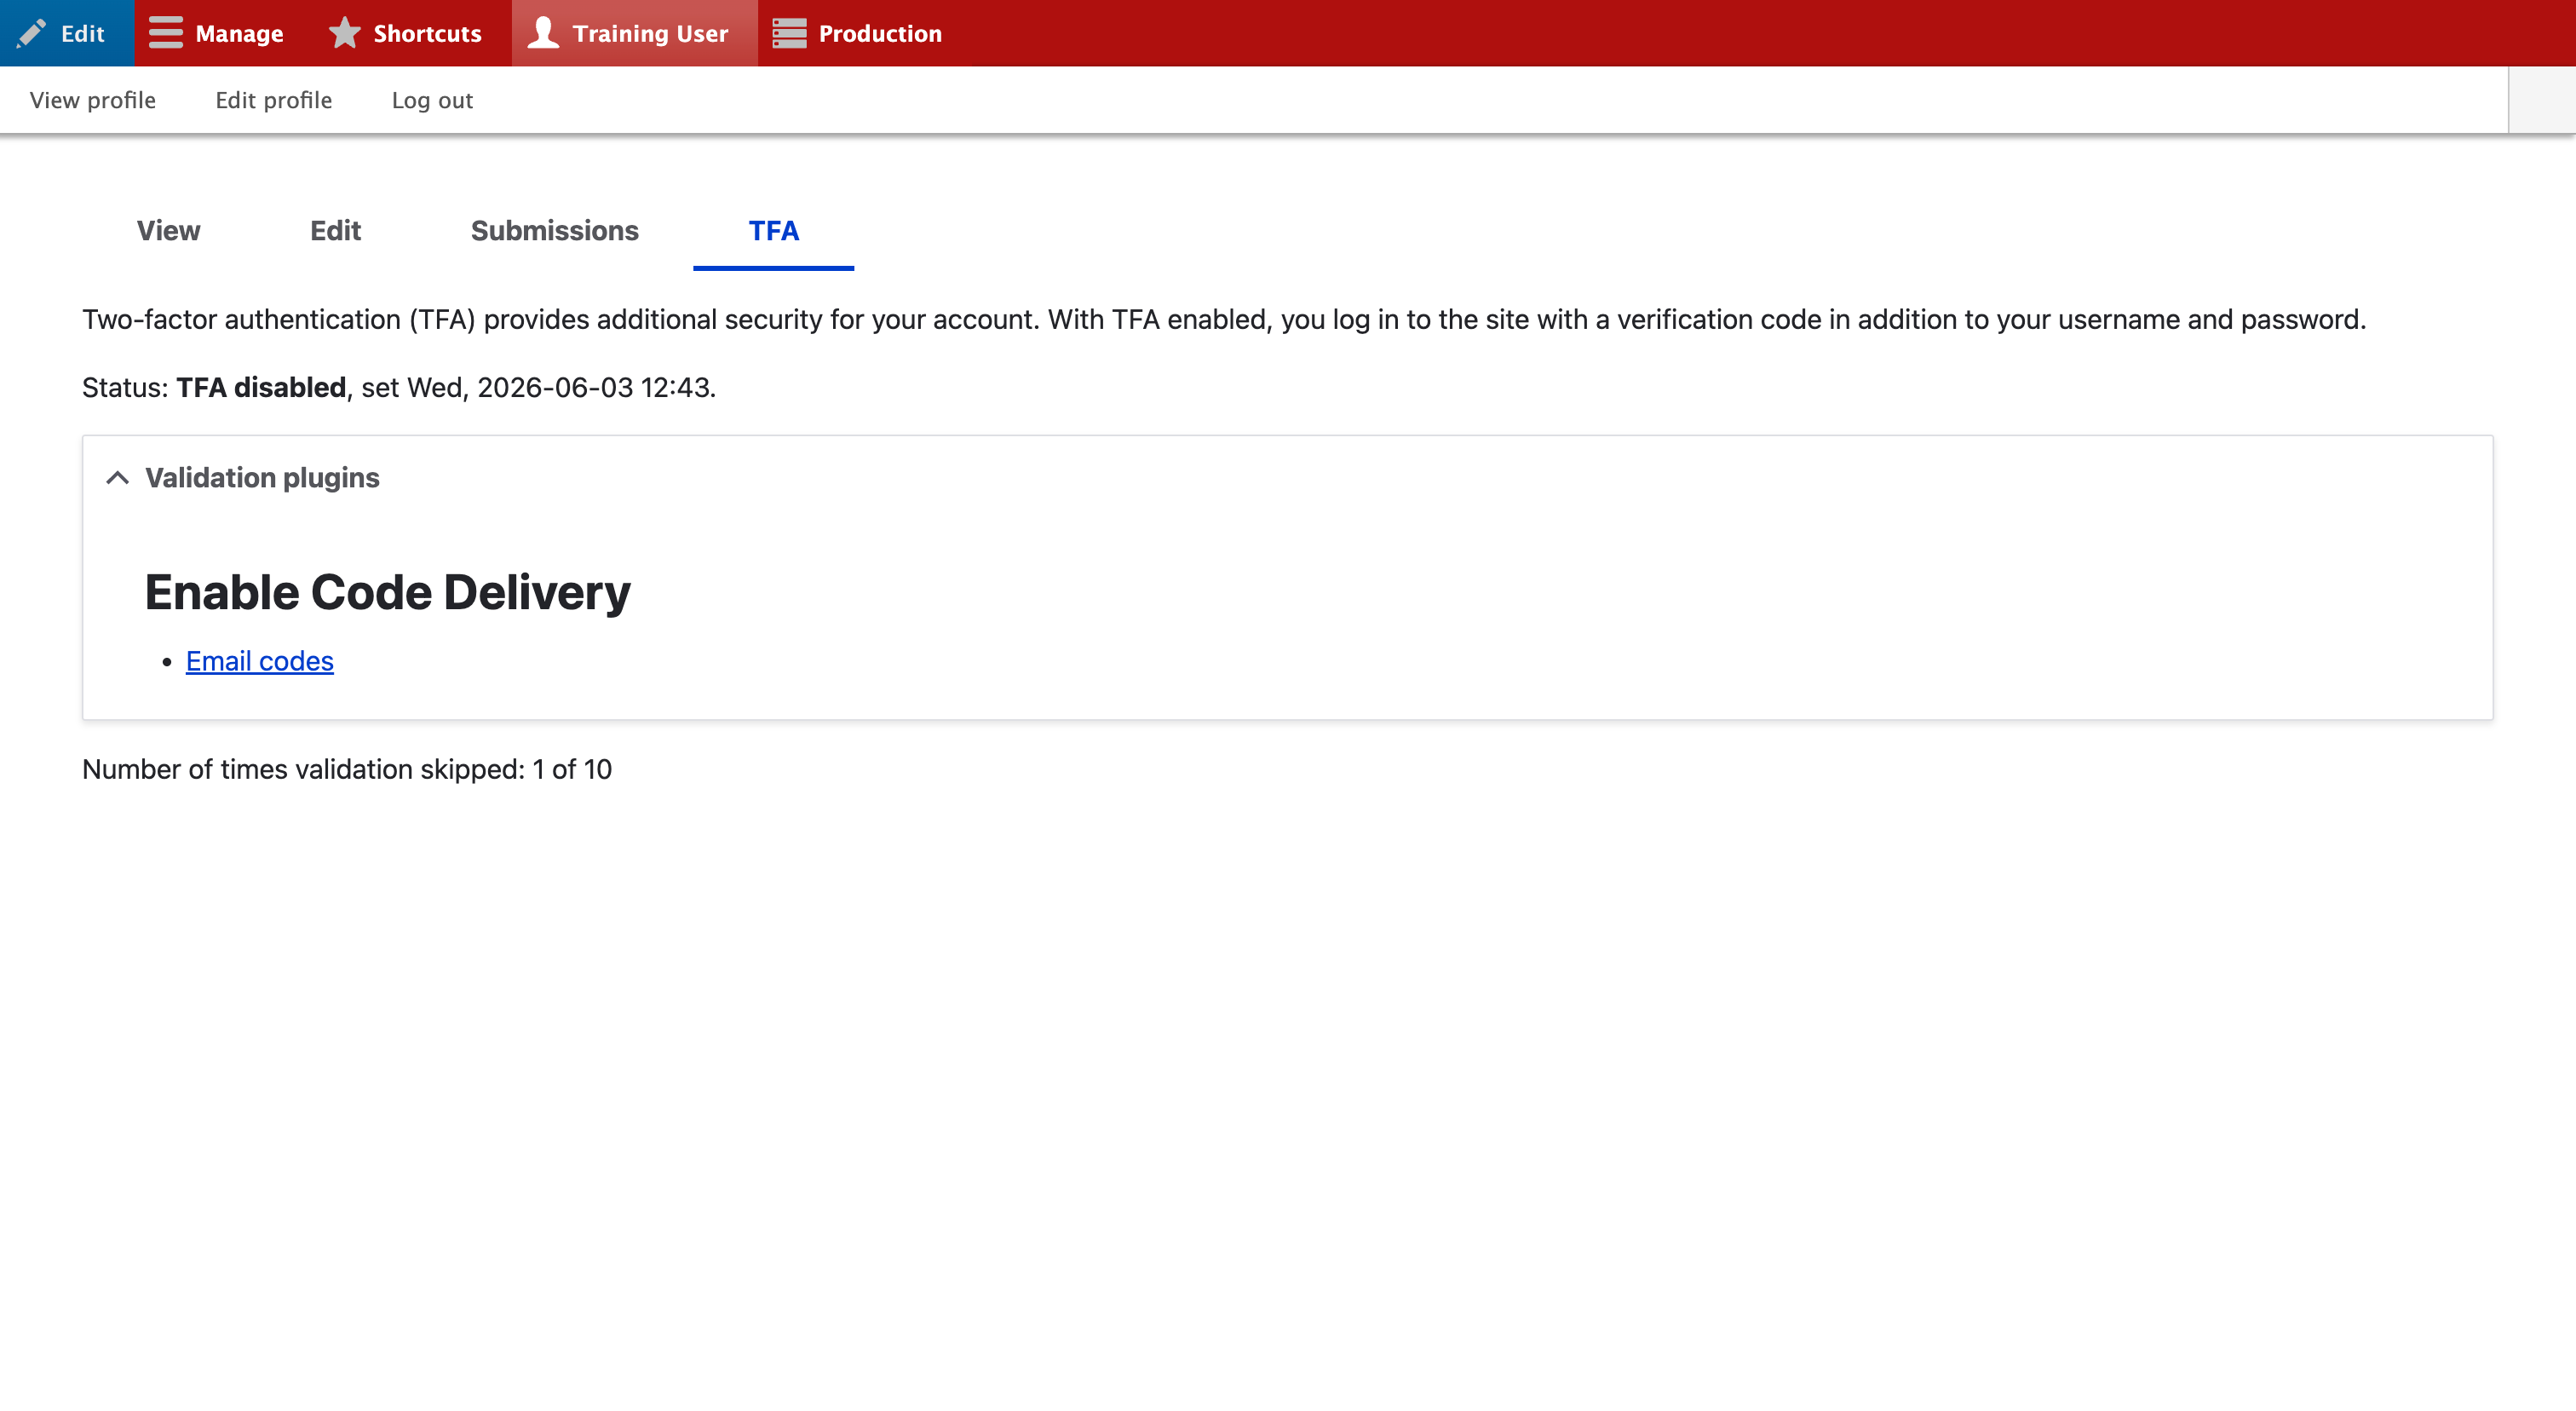 Edit Manage Shortcuts Training User Production
View profile Edit profile Log out
View Edit Submissions TFA
Two-factor authentication (TFA) provides additional security for your account. With TFA enabled, you log in to the site with a verification code in addition to your username and password.
Status: TFA disabled, set Wed, 2026-06-03 12:43.
Validation plugins
Enable Code Delivery
Email codes
Number of times validation skipped: 1 of 10